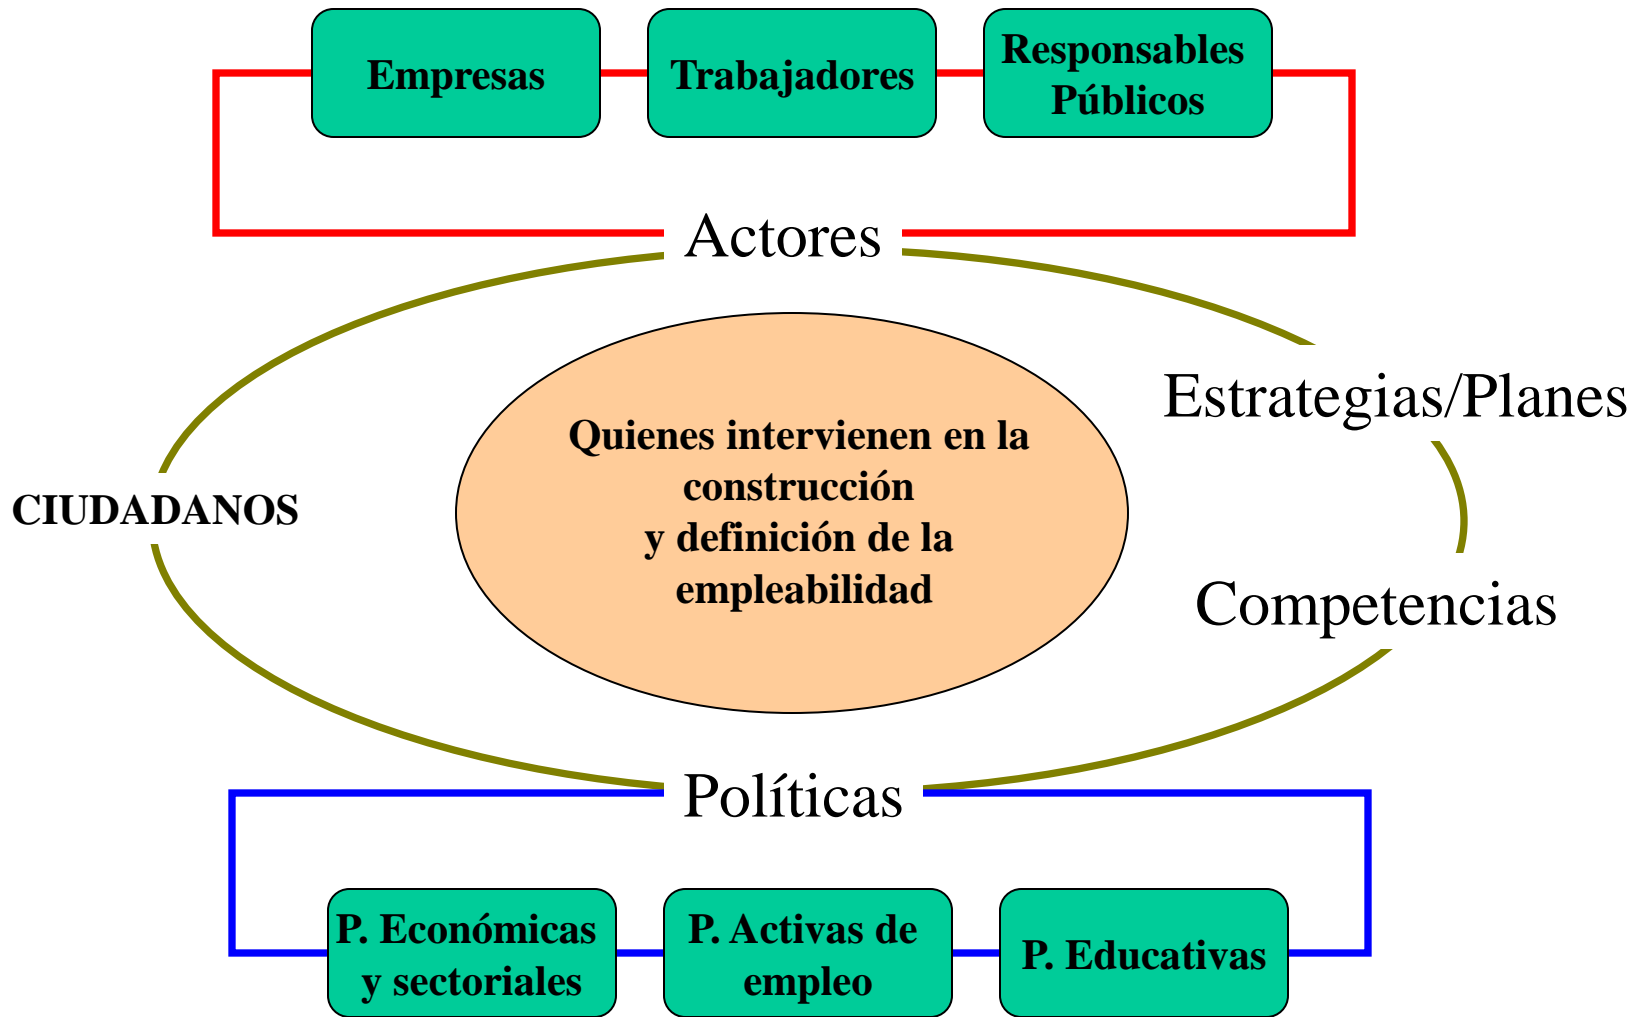 Empresas
Trabajadores
Responsables
Públicos
Actores
Estrategias/Planes
Quienes intervienen en la
construcción
y definición de la
empleabilidad
CIUDADANOS
Competencias
Políticas
P. Económicas
y sectoriales
P. Activas de
empleo
P. Educativas